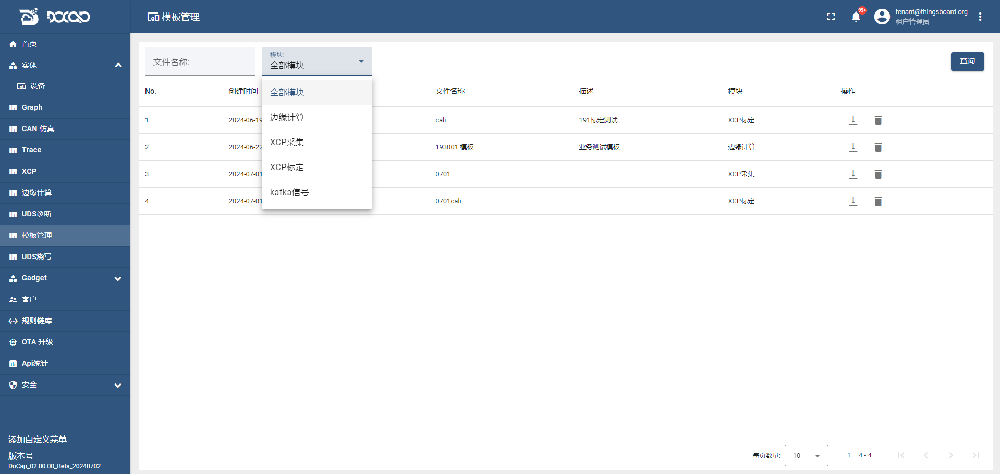 DOCAP
模板管理
99+
tenant@thingsboard.org
租户管理员
首页
实体
设备
Graph
CAN 仿真
Trace
XCP
边缘计算
UDS诊断
模板管理
UDS烧写
Gadget
客户
规则链库
OTA 升级
Api统计
安全
添加自定义菜单
版本号
DoCap_02.00.00_Beta_20240702
文件名称:
模块:
全部模块
查询
全部模块
边缘计算
XCP采集
XCP标定
kafka信号
No. 创建时间 文件名称 描述 模块 操作
1 2024-06-19 cali 191标定测试 XCP标定
2 2024-06-22 193001 模板 业务测试模板 边缘计算
3 2024-07-01 0701 XCP采集
4 2024-07-01 0701cali XCP标定
每页数量: 10 1 – 4 - 4